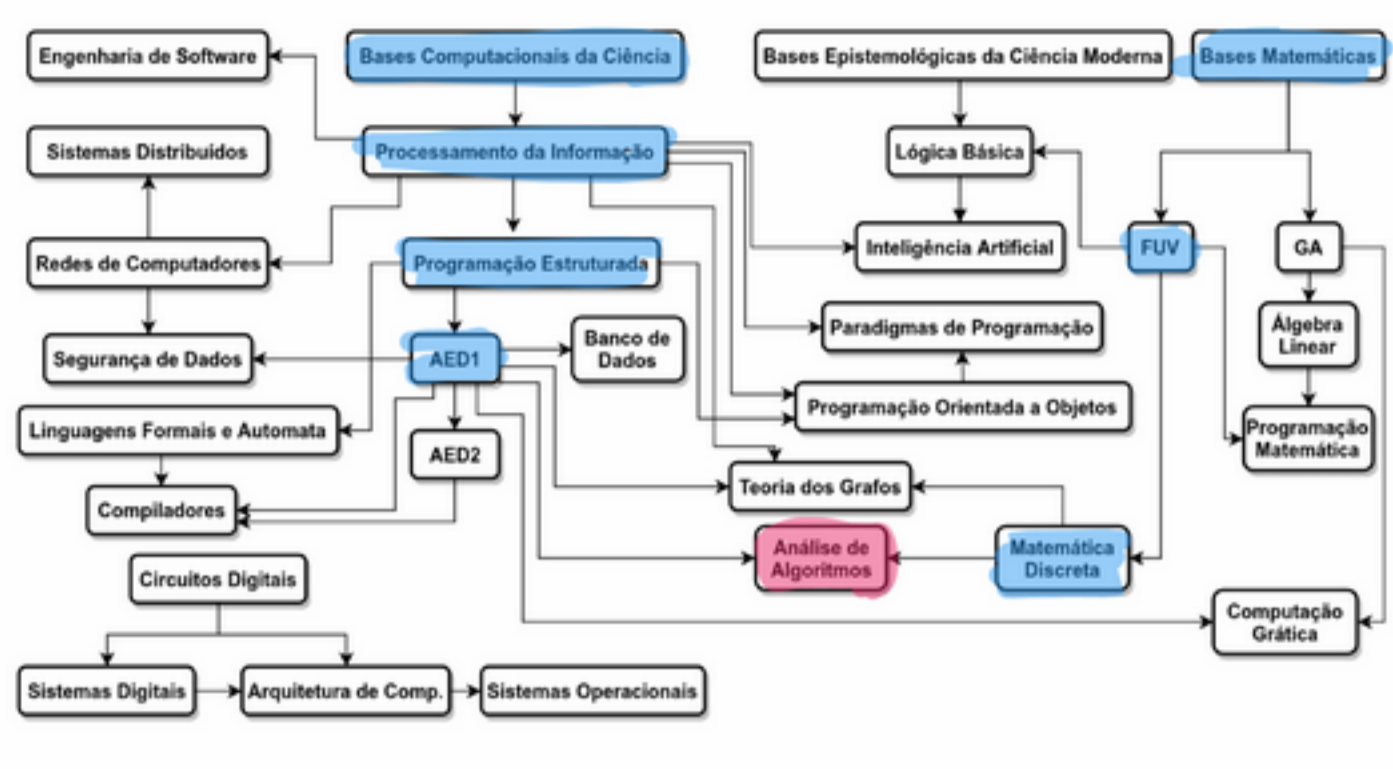 Engenharia de Software
Bases Computacionais da Ciência
Bases Epistemológicas da Ciência Moderna
Bases Matemáticas
Sistemas Distribuidos
Processamento da Informação
Lógica Básica
Redes de Computadores
Programação Estruturada
Inteligência Artificial
FUV
GA
Segurança de Dados
AED1
Banco de
Dados
Paradigmas de Programação
Álgebra
Linear
Linguagens Formais e Automata
AED2
Programação Orientada a Objetos
Programação
Matemática
Compiladores
Teoria dos Grafos
Análise de
Algoritmos
Matemática
Discreta
Circuitos Digitais
Computação
Grática
Sistemas Digitais
Arquitetura de Comp.
Sistemas Operacionais